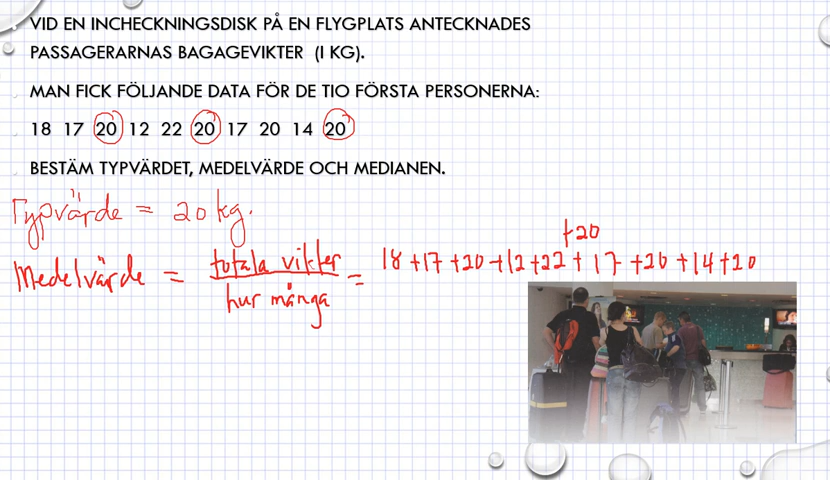 VID EN INCHECKNINGSDISK PÅ EN FLYGPLATS ANTECKNADES
PASSAGERARNAS BAGAGEVIKTER (I KG).
MAN FICK FÖLJANDE DATA FÖR DE TIO FÖRSTA PERSONERNA:
18 17 20 12 22 20 17 20 14 20
BESTÄM TYPVÄRDET, MEDELVÄRDE OCH MEDIANEN.
Typvärde = 20 kg.
+20
Medelvärde = totala vikter = 18 +17 +20 +12 +22 + 17 +20 +14 +20
hur många